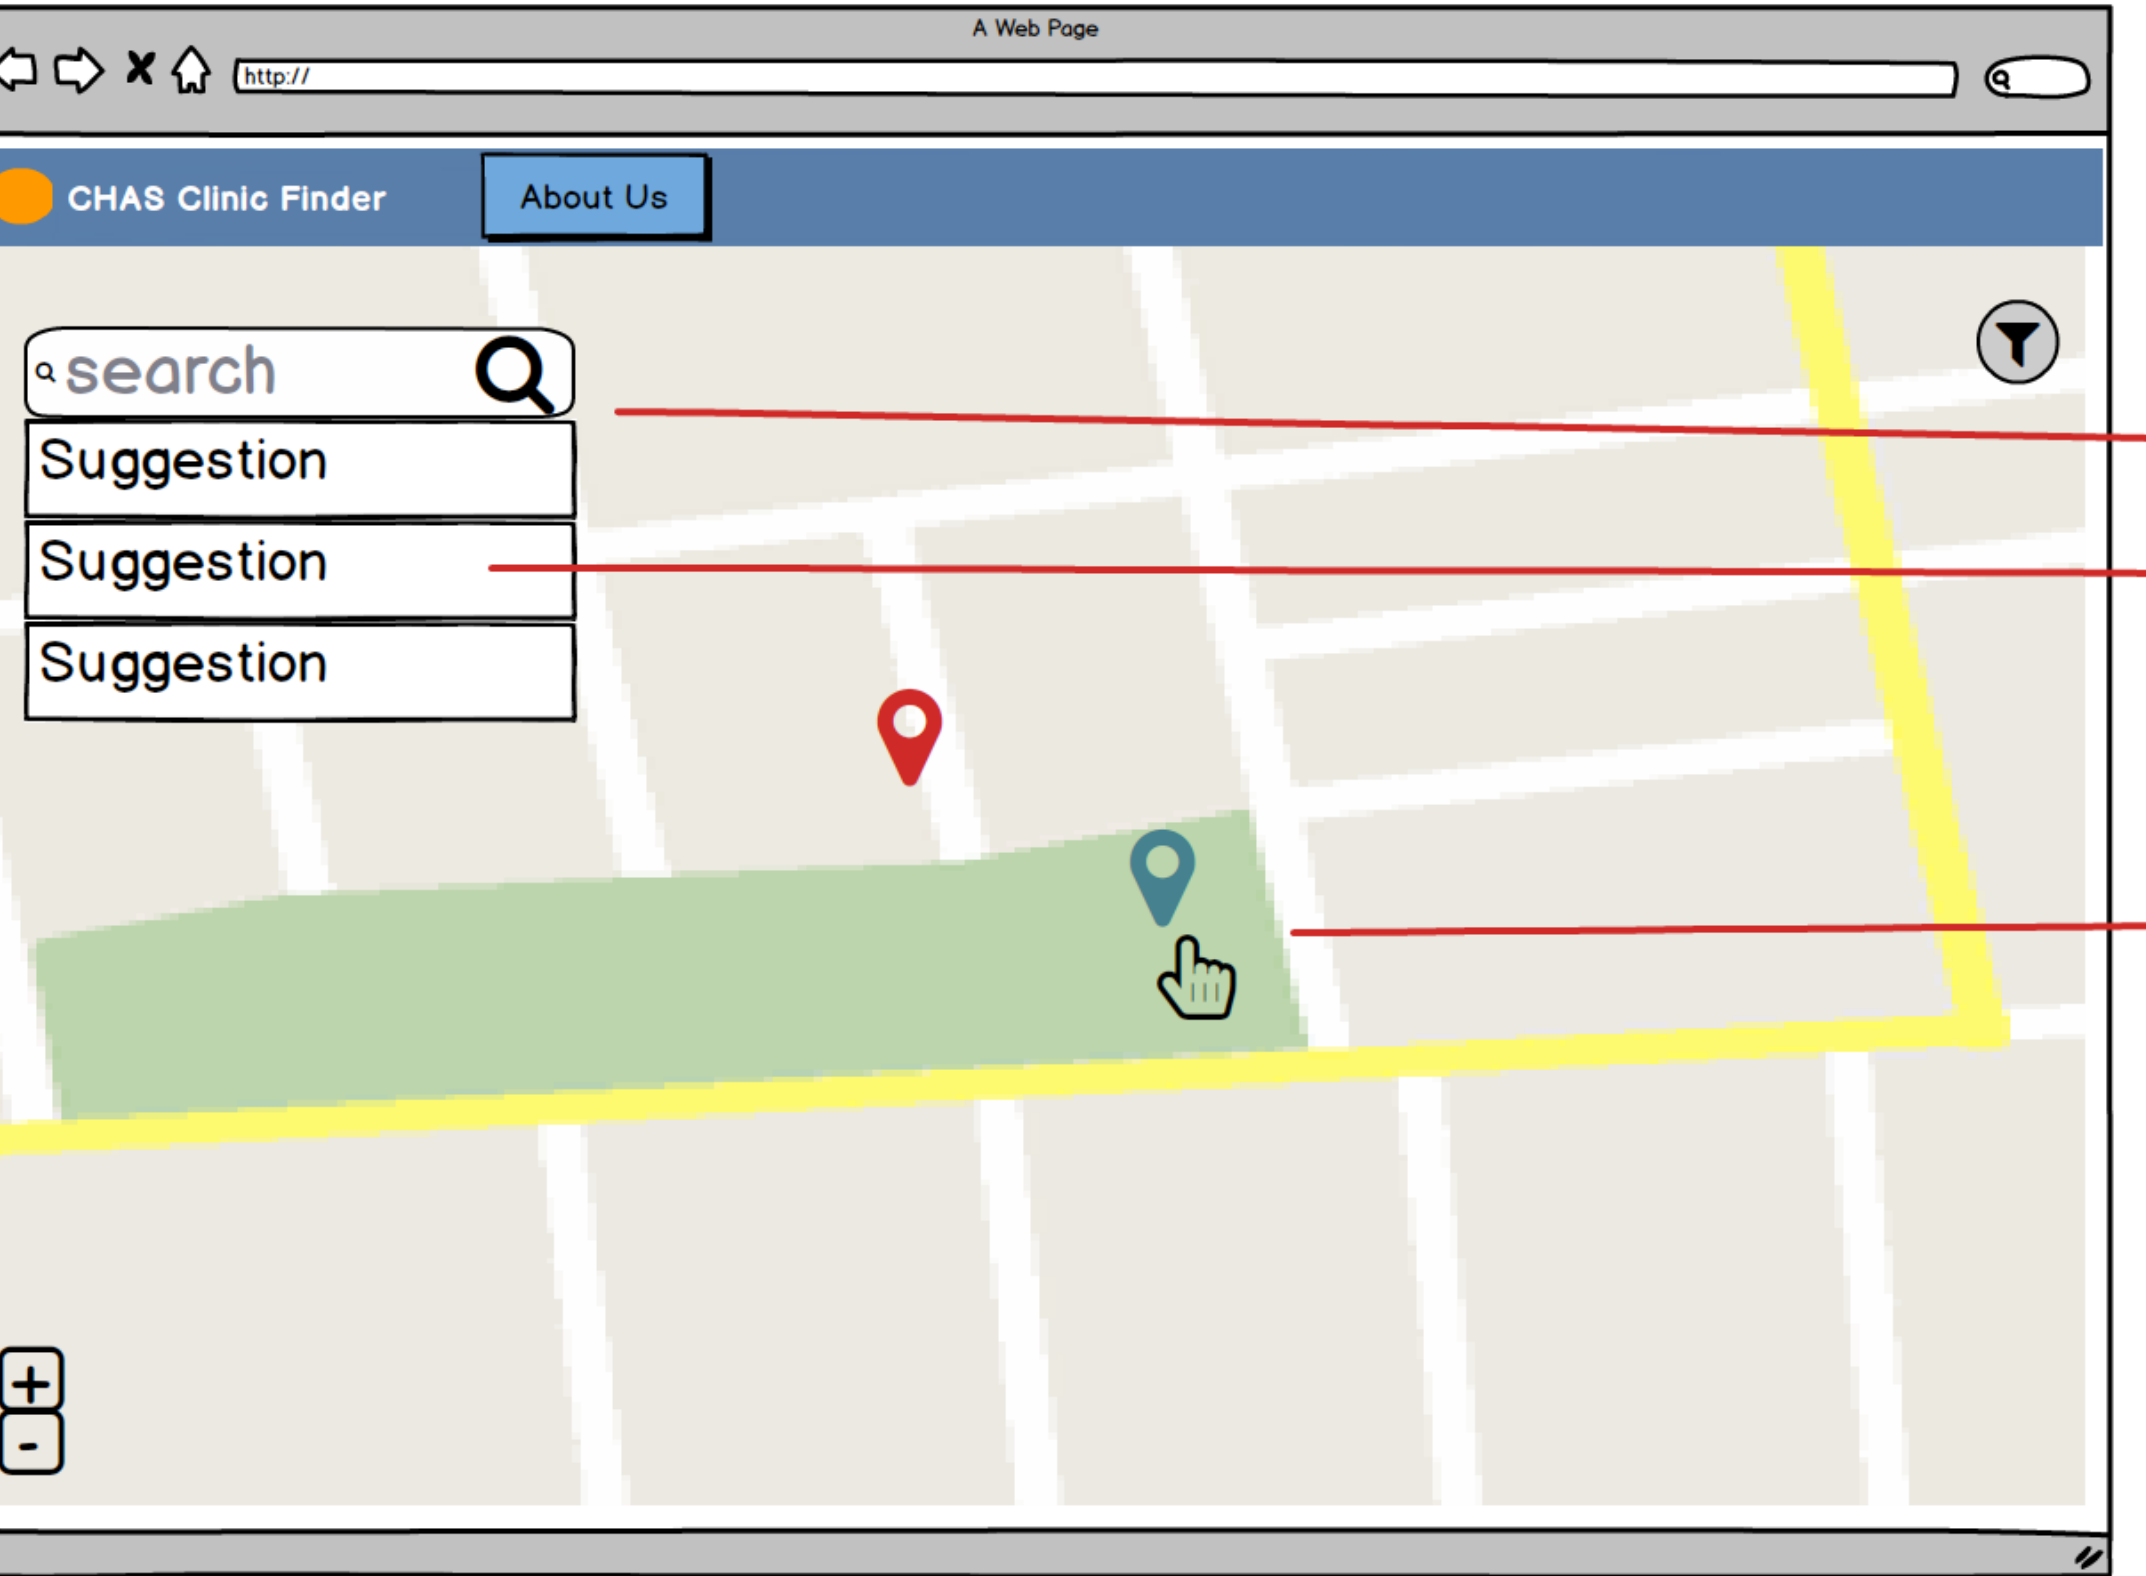 A Web Page
http://
CHAS Clinic Finder
About Us
search
Suggestion
Suggestion
Suggestion
+
-